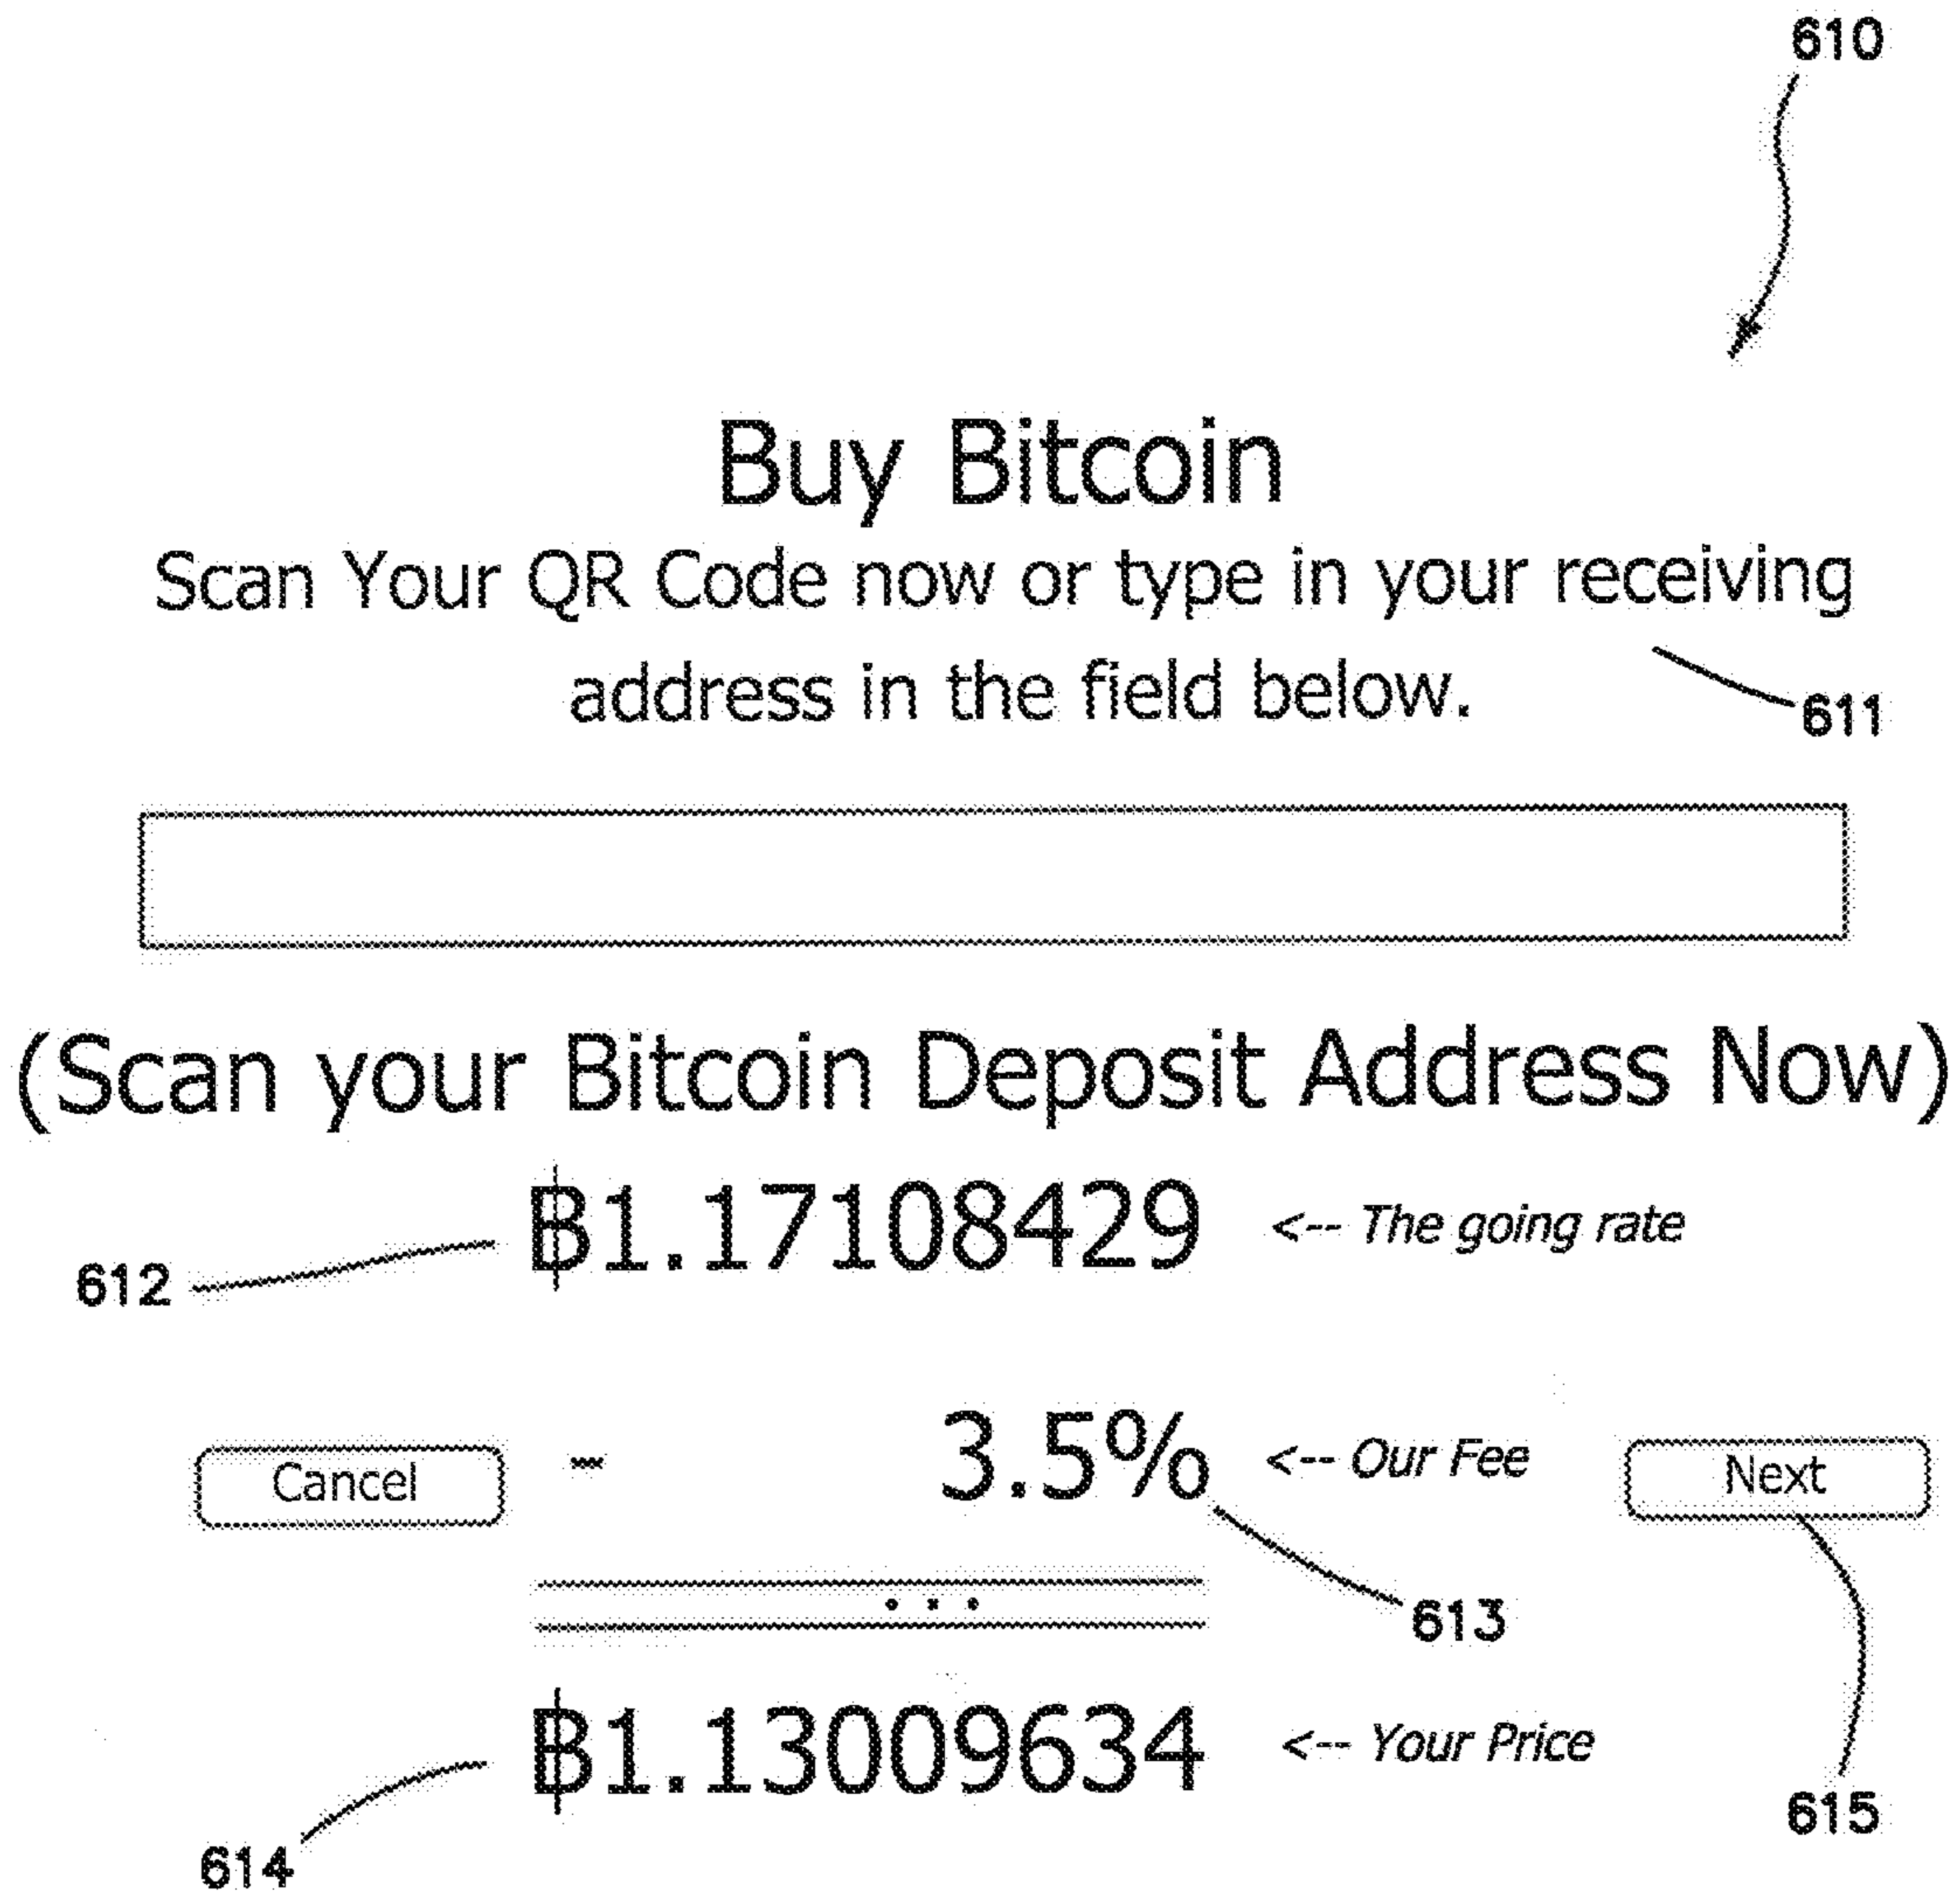 610
Buy Bitcoin
Scan Your QR Code now or type in your receiving
address in the field below.
611
(Scan your Bitcoin Deposit Address Now)
฿1.17108429 <-- The going rate
612
Cancel - 3.5% <-- Our Fee Next
613
฿1.13009634 <-- Your Price
615
614